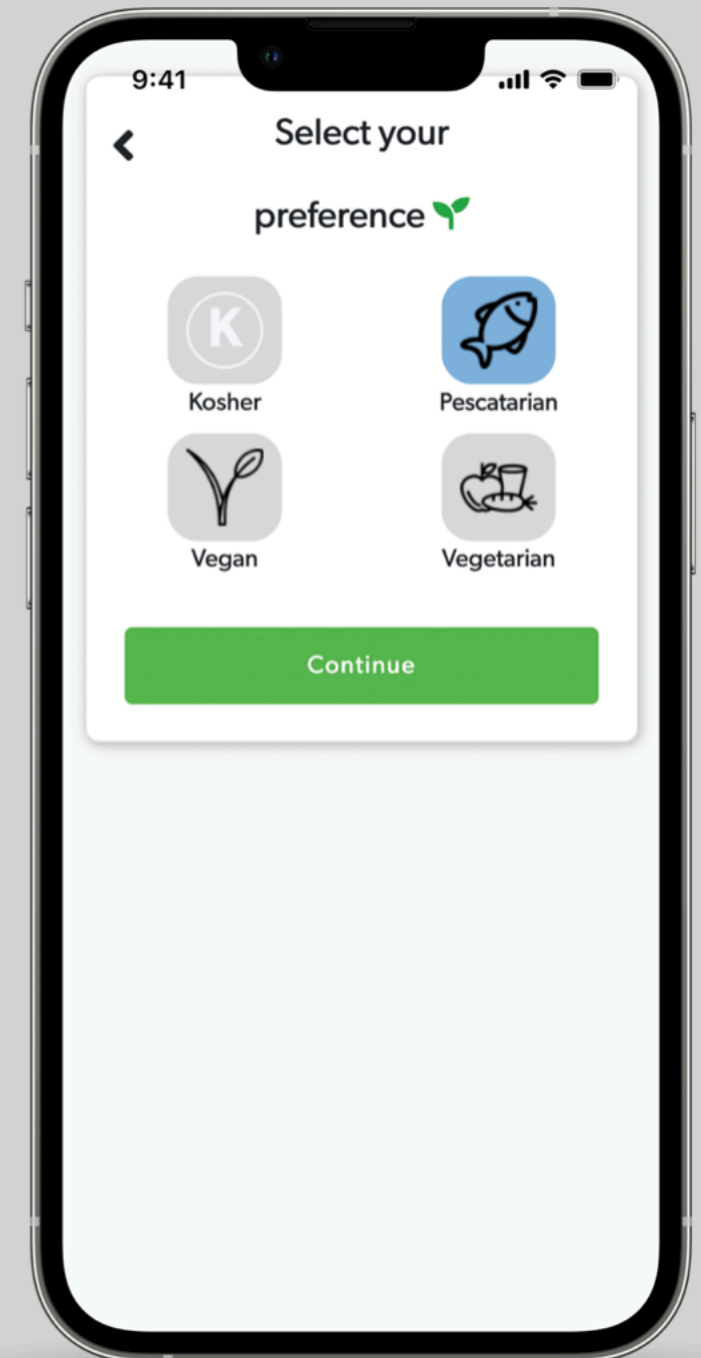 9:41
Select your
preference
K
Kosher
Pescatarian
Vegan
Vegetarian
Continue